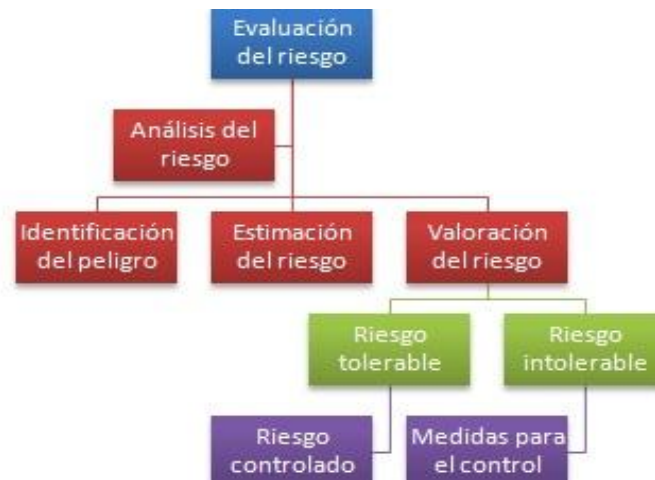 Evaluación
del riesgo
Análisis del
riesgo
Identificación
del peligro
Estimación
del riesgo
Valoración
del riesgo
Riesgo
tolerable
Riesgo
intolerable
Riesgo
controlado
Medidas para
el control